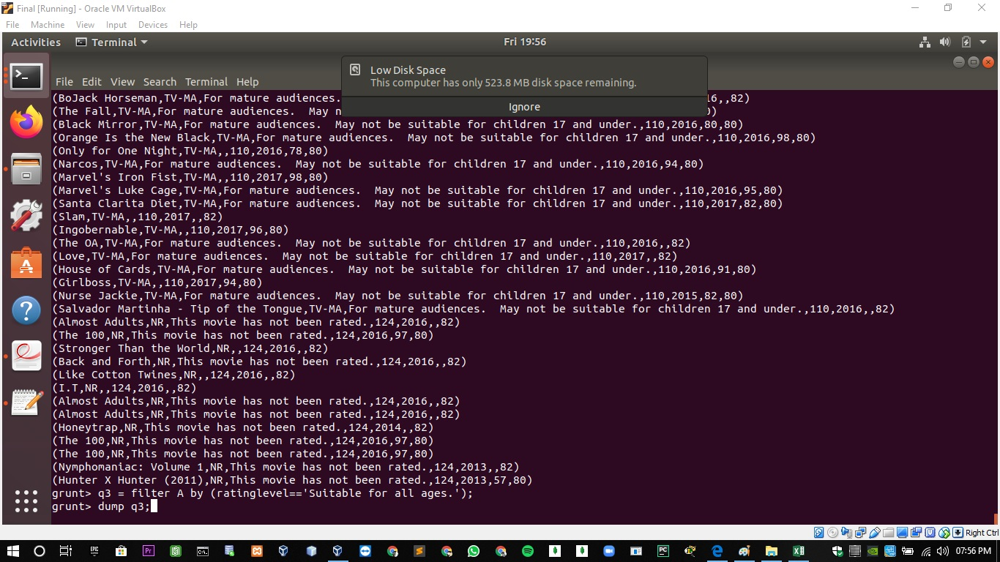 Final [Running] - Oracle VM VirtualBox
File Machine View Input Devices Help
Activities Terminal Fri 19:56
Low Disk Space
This computer has only 523.8 MB disk space remaining.
Ignore
File Edit View Search Terminal Help
(BoJack Horseman,TV-MA,For mature audiences. 16,,82)
(The Fall,TV-MA,For mature audiences.  May n )
(Black Mirror,TV-MA,For mature audiences.  May not be suitable for children 17 and under.,110,2016,80,80)
(Orange Is the New Black,TV-MA,For mature audiences.  May not be suitable for children 17 and under.,110,2016,98,80)
(Only for One Night,TV-MA,,110,2016,78,80)
(Narcos,TV-MA,For mature audiences.  May not be suitable for children 17 and under.,110,2016,94,80)
(Marvel's Iron Fist,TV-MA,,110,2017,98,80)
(Marvel's Luke Cage,TV-MA,For mature audiences.  May not be suitable for children 17 and under.,110,2016,95,80)
(Santa Clarita Diet,TV-MA,For mature audiences.  May not be suitable for children 17 and under.,110,2017,82,80)
(Slam,TV-MA,,110,2017,,82)
(Ingobernable,TV-MA,,110,2017,96,80)
(The OA,TV-MA,For mature audiences.  May not be suitable for children 17 and under.,110,2016,,82)
(Love,TV-MA,For mature audiences.  May not be suitable for children 17 and under.,110,2017,,82)
(House of Cards,TV-MA,For mature audiences.  May not be suitable for children 17 and under.,110,2016,91,80)
(Girlboss,TV-MA,,110,2017,94,80)
(Nurse Jackie,TV-MA,For mature audiences.  May not be suitable for children 17 and under.,110,2015,82,80)
(Salvador Martinha - Tip of the Tongue,TV-MA,For mature audiences.  May not be suitable for children 17 and under.,110,2016,,82)
(Almost Adults,NR,This movie has not been rated.,124,2016,,82)
(The 100,NR,This movie has not been rated.,124,2016,97,80)
(Stronger Than the World,NR,,124,2016,,82)
(Back and Forth,NR,This movie has not been rated.,124,2016,,82)
(Like Cotton Twines,NR,,124,2016,,82)
(I.T,NR,,124,2016,,82)
(Almost Adults,NR,This movie has not been rated.,124,2016,,82)
(Almost Adults,NR,This movie has not been rated.,124,2016,,82)
(Honeytrap,NR,This movie has not been rated.,124,2014,,82)
(The 100,NR,This movie has not been rated.,124,2016,97,80)
(The 100,NR,This movie has not been rated.,124,2016,97,80)
(Nymphomaniac: Volume 1,NR,This movie has not been rated.,124,2013,,82)
(Hunter X Hunter (2011),NR,This movie has not been rated.,124,2013,57,80)
grunt> q3 = filter A by (ratinglevel=='Suitable for all ages.');
grunt> dump q3;
Right Ctrl
EPIC Pr C:\ PC 07:56 PM